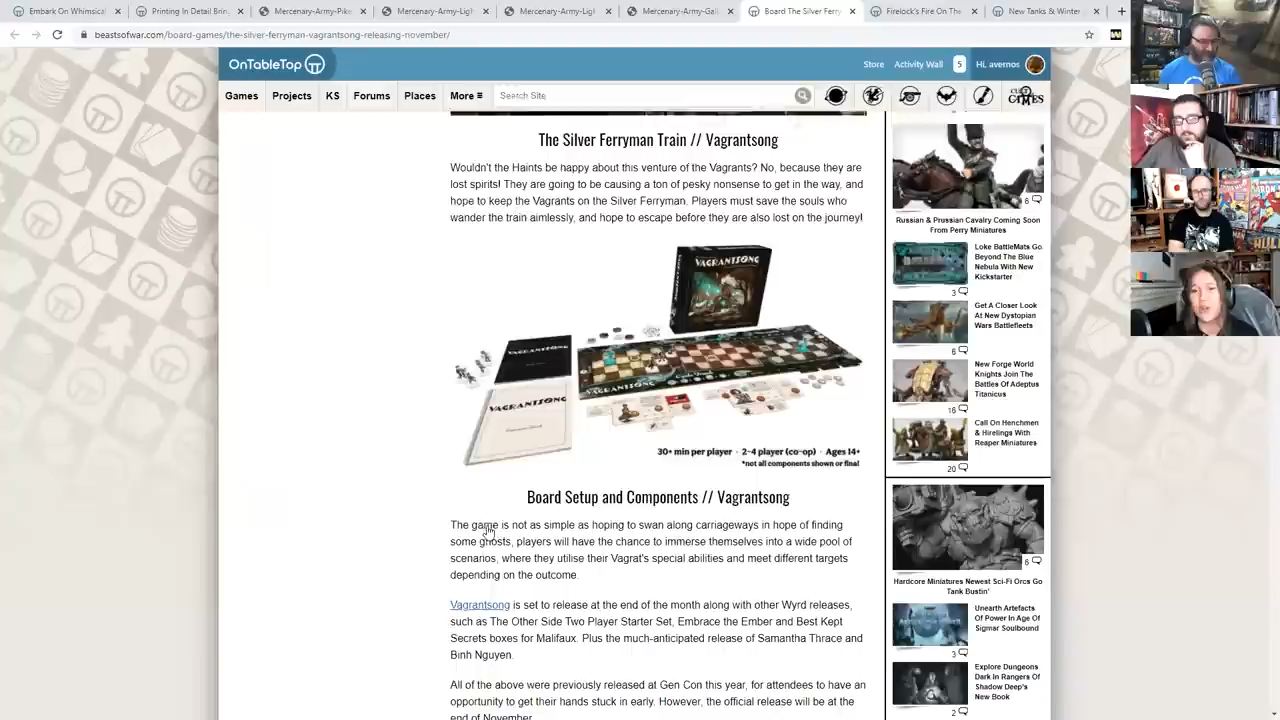 Embark On Whimsica
Printing In Detail Brin
Mercenary-Army-Pike
Mercenary-Army-Ligh
Mercenary-Army-Ligh
Mercenary-Army-Gall
Board The Silver Ferry
Firelock's Fire On The
New Tanks & Winter
beastsofwar.com/board-games/the-silver-ferryman-vagrantsong-releasing-november/
OnTableTop
Store
Activity Wall
5
Hi, avernos
Games
Projects
KS
Forums
Places
More
Search Site
GAMES
The Silver Ferryman Train // Vagrantsong
Wouldn't the Haints be happy about this venture of the Vagrants? No, because they are
lost spirits! They are going to be causing a ton of pesky nonsense to get in the way, and
hope to keep the Vagrants on the Silver Ferryman. Players must save the souls who
wander the train aimlessly, and hope to escape before they are also lost on the journey!
VAGRANTSONG
VAGRANTSONG
VAGRANTSONG
VAGRANTSONG
30+ min per player · 2-4 player (co-op) · Ages 14+
*not all components shown or final
Board Setup and Components // Vagrantsong
The game is not as simple as hoping to swan along carriageways in hope of finding
some ghosts, players will have the chance to immerse themselves into a wide pool of
scenarios, where they utilise their Vagrat's special abilities and meet different targets
depending on the outcome.
Vagrantsong is set to release at the end of the month along with other Wyrd releases,
such as The Other Side Two Player Starter Set, Embrace the Ember and Best Kept
Secrets boxes for Malifaux. Plus the much-anticipated release of Samantha Thrace and
Binh Nguyen.
All of the above were previously released at Gen Con this year, for attendees to have an
opportunity to get their hands stuck in early. However, the official release will be at the
end of November.
6
Russian & Prussian Cavalry Coming Soon
From Perry Miniatures
Loke BattleMats Go
Beyond The Blue
Nebula With New
Kickstarter
3
Get A Closer Look
At New Dystopian
Wars Battlefleets
6
New Forge World
Knights Join The
Battles Of Adeptus
Titanicus
16
Call On Henchmen
& Hirelings With
Reaper Miniatures
20
6
Hardcore Miniatures Newest Sci-Fi Orcs Go
Tank Bustin'
Unearth Artefacts
Of Power In Age Of
Sigmar Soulbound
3
Explore Dungeons
Dark In Rangers Of
Shadow Deep's
New Book
2